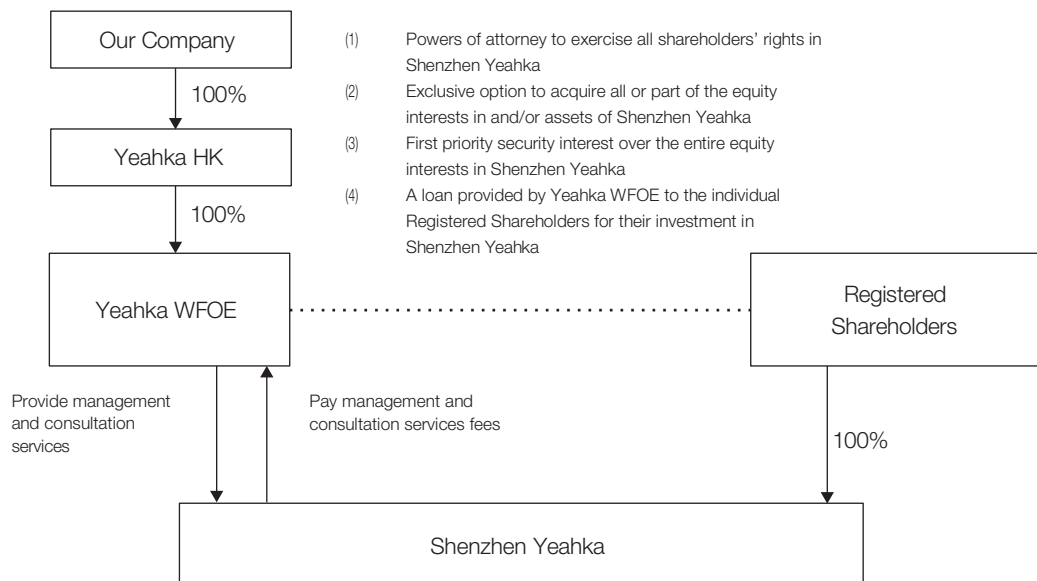 Our Company
100%
Yeahka HK
100%
(1) Powers of attorney to exercise all shareholders’ rights in
Shenzhen Yeahka
(2) Exclusive option to acquire all or part of the equity
interests in and/or assets of Shenzhen Yeahka
(3) First priority security interest over the entire equity
interests in Shenzhen Yeahka
(4) A loan provided by Yeahka WFOE to the individual
Registered Shareholders for their investment in
Shenzhen Yeahka
Yeahka WFOE
Registered
Shareholders
Provide management
and consultation
services
Pay management and
consultation services fees
100%
Shenzhen Yeahka